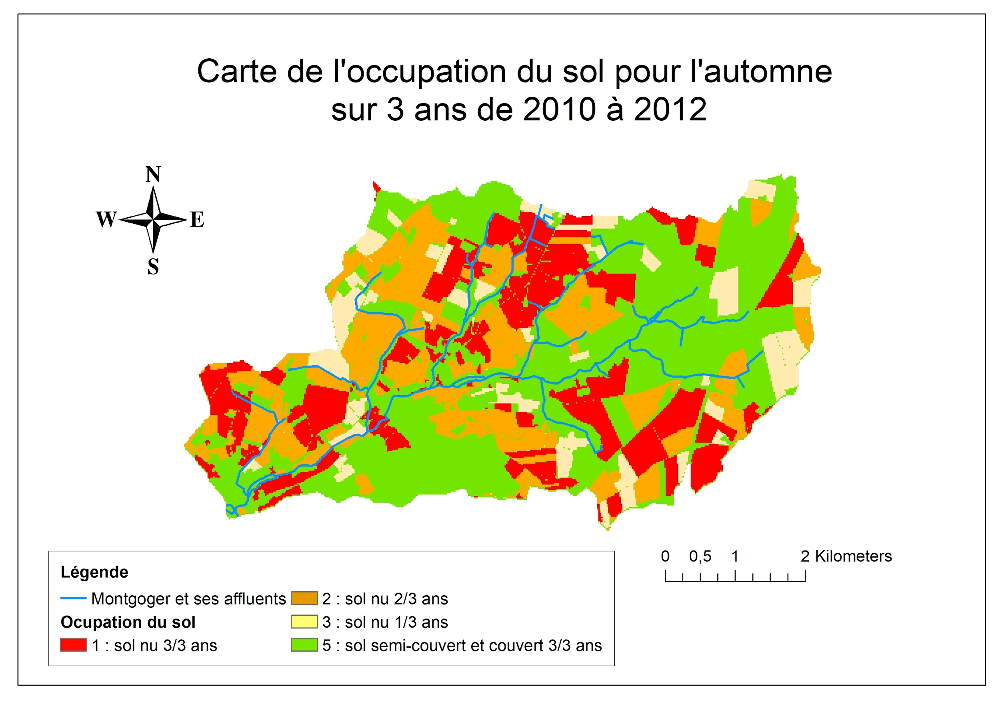 Carte de l'occupation du sol pour l'automne
sur 3 ans de 2010 à 2012
N
W E
S
Légende
Montgoger et ses affluents
Ocupation du sol
1 : sol nu 3/3 ans
2 : sol nu 2/3 ans
3 : sol nu 1/3 ans
5 : sol semi-couvert et couvert 3/3 ans
0 0,5 1 2 Kilometers